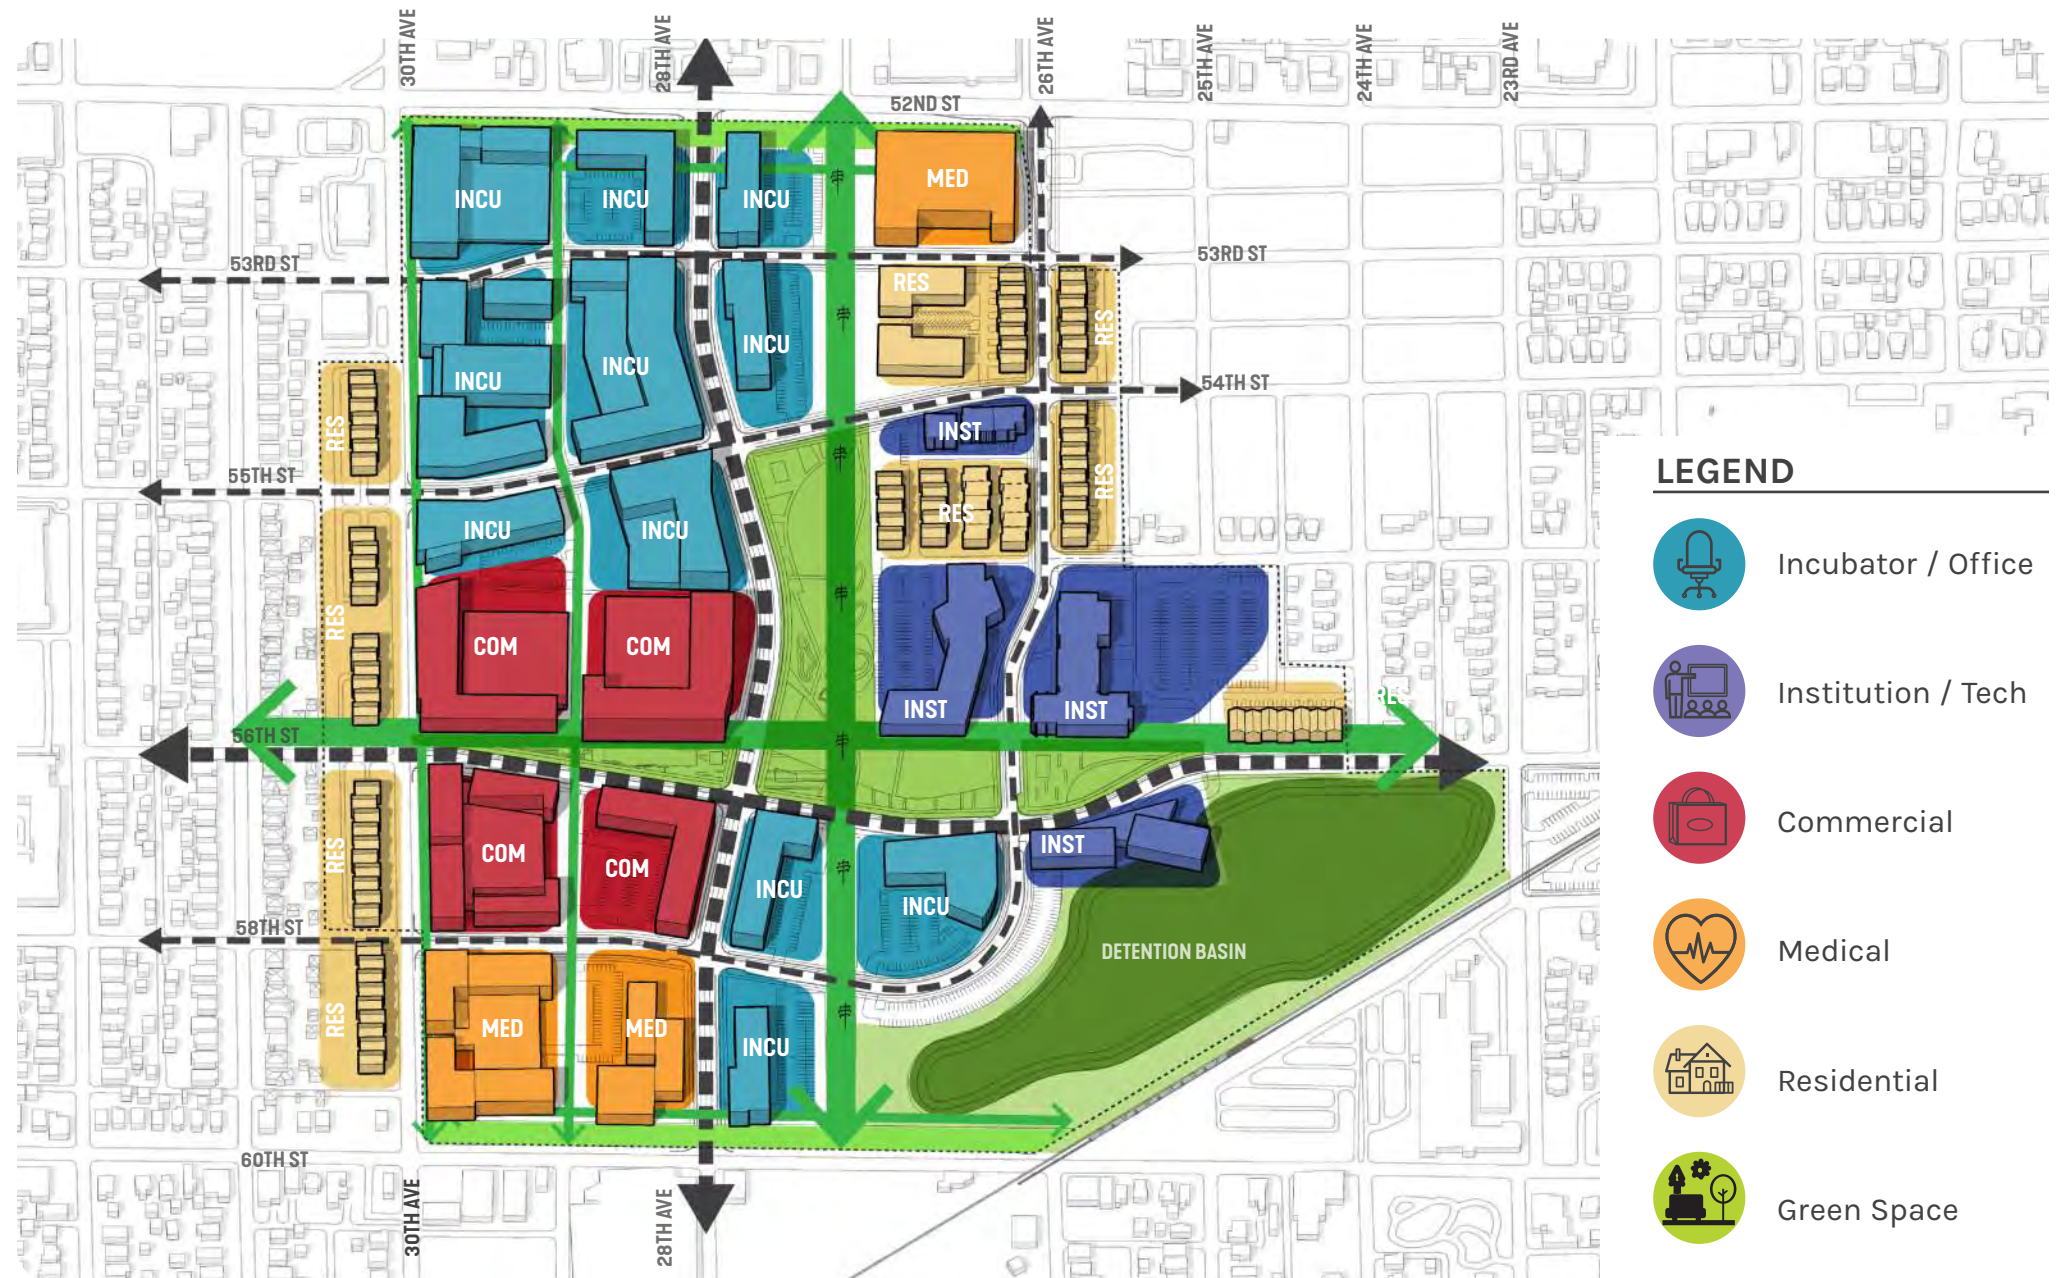 30TH AVE
28TH AVE
26TH AVE
25TH AVE
24TH AVE
23RD AVE
52ND ST
INCU
INCU
INCU
MED
53RD ST
53RD ST
RES
RES
INCU
INCU
INCU
54TH ST
RES
INST
55TH ST
RES
RES
INCU
INCU
RES
COM
COM
INST
INST
RES
56TH ST
COM
COM
RES
INCU
INCU
INST
58TH ST
DETENTION BASIN
RES
MED
MED
INCU
60TH ST
30TH AVE
28TH AVE
LEGEND
Incubator / Office
Institution / Tech
Commercial
Medical
Residential
Green Space